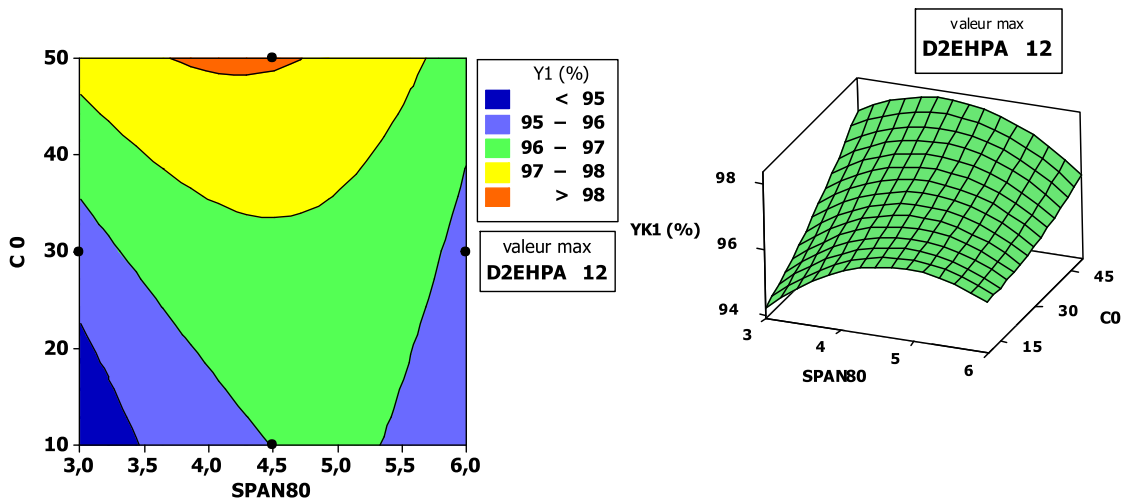 50
40
30
20
10
C 0
3,0 3,5 4,0 4,5 5,0 5,5 6,0
SPAN80
Y1 (%)
< 95
95 – 96
96 – 97
97 – 98
> 98
valeur max
D2EHPA 12
valeur max
D2EHPA 12
98
96
94
YK1 (%)
3
4
5
6
SPAN80
15
30
45
C0